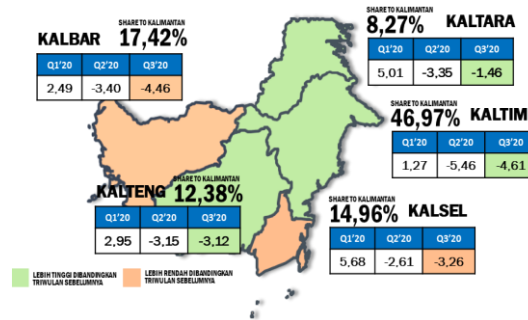 SHARE TO KALIMANTAN
KALBAR 17,42%
Q1'20 Q2'20 Q3'20
2,49 -3,40 -4,46
SHARE TO KALIMANTAN
8,27% KALTARA
Q1'20 Q2'20 Q3'20
5,01 -3,35 -1,46
SHARE TO KALIMANTAN
46,97% KALTIM
Q1'20 Q2'20 Q3'20
1,27 -5,46 -4,61
SHARE TO KALIMANTAN
KALTENG 12,38%
Q1'20 Q2'20 Q3'20
2,95 -3,15 -3,12
SHARE TO KALIMANTAN
14,96% KALSEL
Q1'20 Q2'20 Q3'20
5,68 -2,61 -3,26
LEBIH TINGGI DIBANDINGKAN
TRIWULAN SEBELUMNYA
LEBIH RENDAH DIBANDINGKAN
TRIWULAN SEBELUMNYA